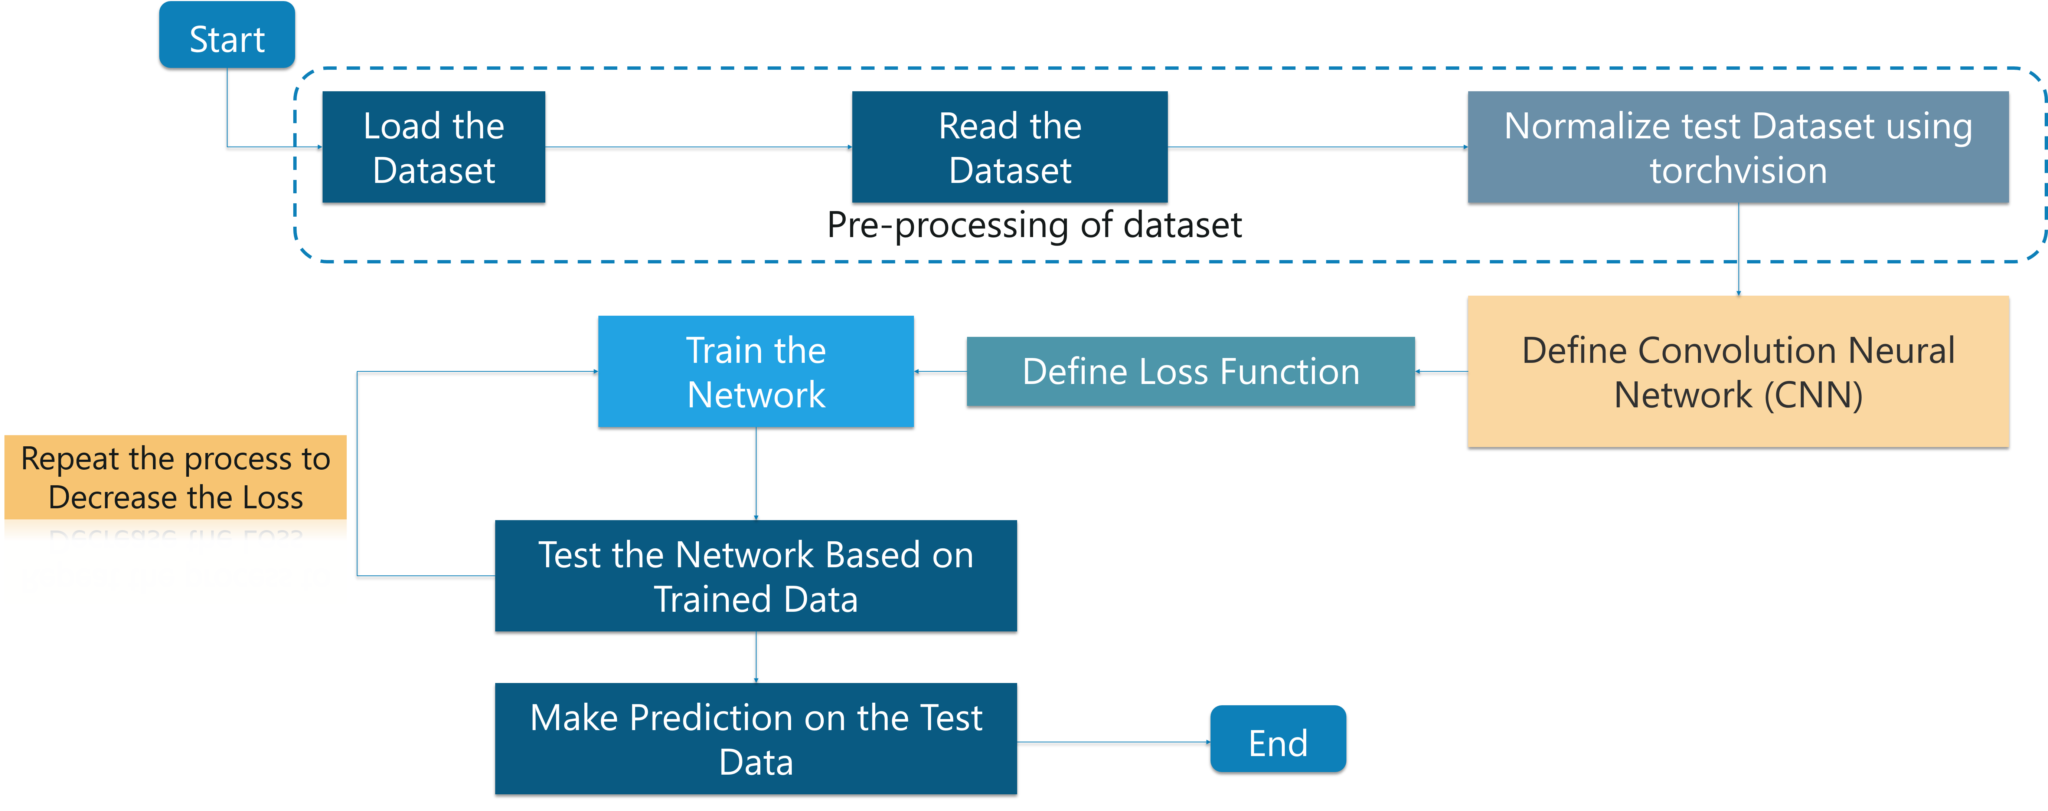 Start
Load the
Dataset
Read the
Dataset
Normalize test Dataset using
torchvision
Pre-processing of dataset
Train the
Network
Define Loss Function
Define Convolution Neural
Network (CNN)
Repeat the process to
Decrease the Loss
Test the Network Based on
Trained Data
Make Prediction on the Test
Data
End